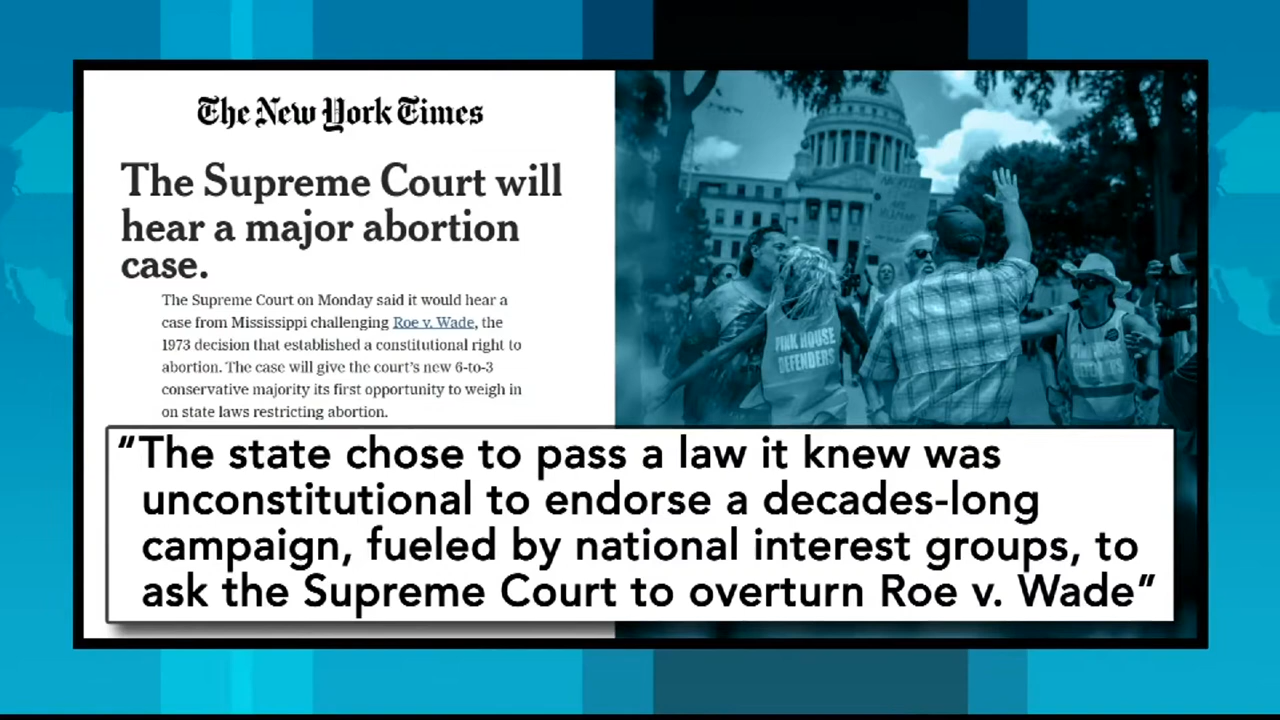 The New York Times
The Supreme Court will
hear a major abortion
case.
The Supreme Court on Monday said it would hear a
case from Mississippi challenging Roe v. Wade, the
1973 decision that established a constitutional right to
abortion. The case will give the court's new 6-to-3
conservative majority its first opportunity to weigh in
on state laws restricting abortion.
PINK HOUSE
DEFENDERS
“The state chose to pass a law it knew was
unconstitutional to endorse a decades-long
campaign, fueled by national interest groups, to
ask the Supreme Court to overturn Roe v. Wade”